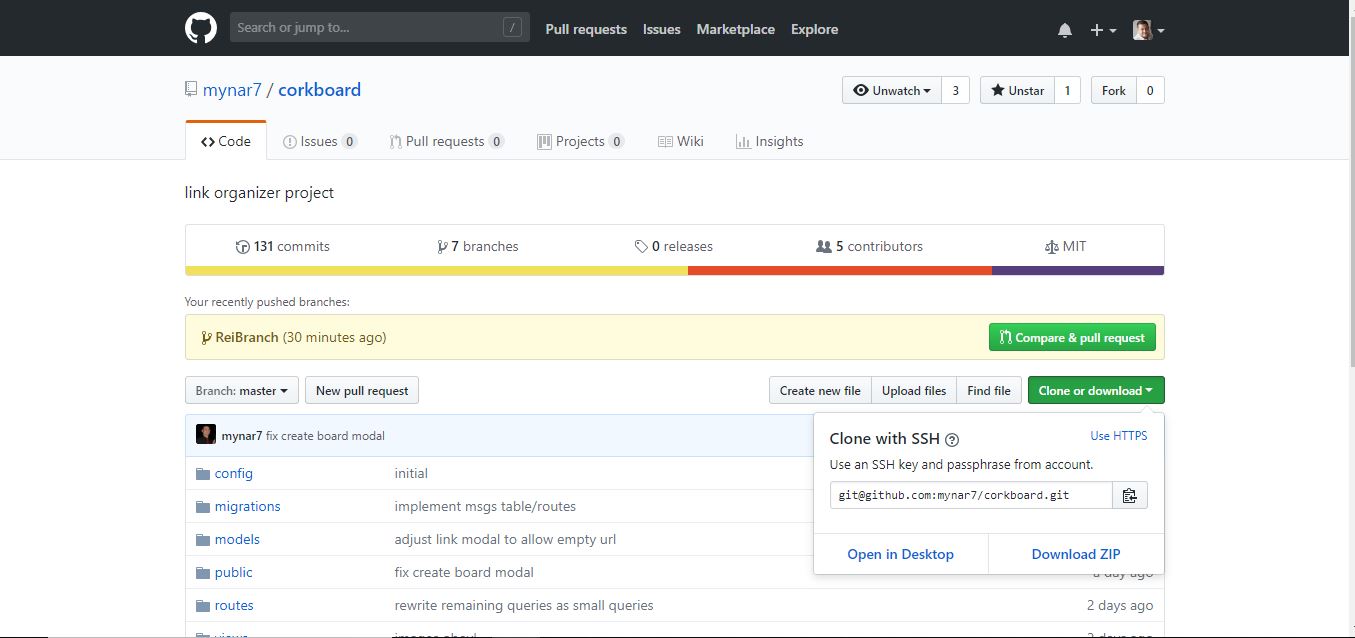 Search or jump to... /
Pull requests Issues Marketplace Explore
mynar7 / corkboard
Unwatch 3 Unstar 1 Fork 0
Code Issues 0 Pull requests 0 Projects 0 Wiki Insights
link organizer project
131 commits 7 branches 0 releases 5 contributors MIT
Your recently pushed branches:
ReiBranch (30 minutes ago) Compare & pull request
Branch: master New pull request Create new file Upload files Find file Clone or download
mynar7 fix create board modal
Clone with SSH ? Use HTTPS
Use an SSH key and passphrase from account.
git@github.com:mynar7/corkboard.git
Open in Desktop Download ZIP
config initial
migrations implement msgs table/routes
models adjust link modal to allow empty url
public fix create board modal a day ago
routes rewrite remaining queries as small queries 2 days ago
views 2 days ago